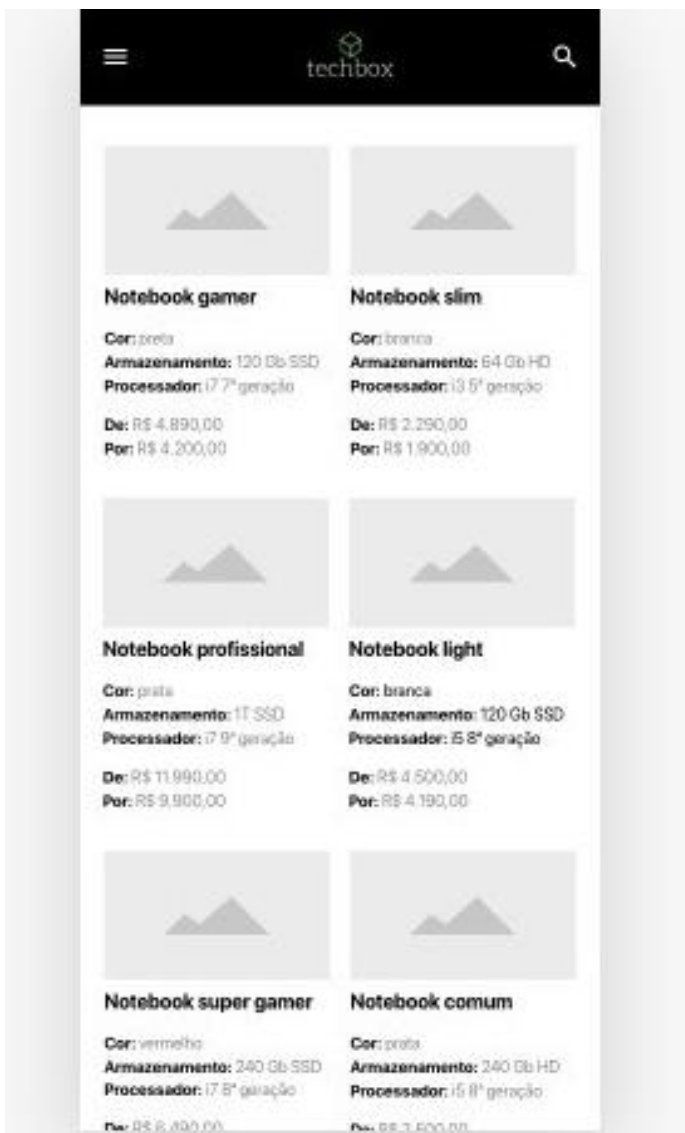 techbox
Notebook gamer
Cor: preta
Armazenamento: 120 Gb SSD
Processador: i7 7ª geração
De: R$ 4.890,00
Por: R$ 4.200,00
Notebook slim
Cor: branca
Armazenamento: 64 Gb HD
Processador: i3 5ª geração
De: R$ 2.290,00
Por: R$ 1.900,00
Notebook profissional
Cor: prata
Armazenamento: 1T SSD
Processador: i7 9ª geração
De: R$ 11.990,00
Por: R$ 9.900,00
Notebook light
Cor: branca
Armazenamento: 120 Gb SSD
Processador: i5 8ª geração
De: R$ 4.500,00
Por: R$ 4.190,00
Notebook super gamer
Cor: vermelho
Armazenamento: 240 Gb SSD
Processador: i7 8ª geração
De: R$ 6.490,00
Notebook comum
Cor: prata
Armazenamento: 240 Gb HD
Processador: i5 8ª geração
De: R$